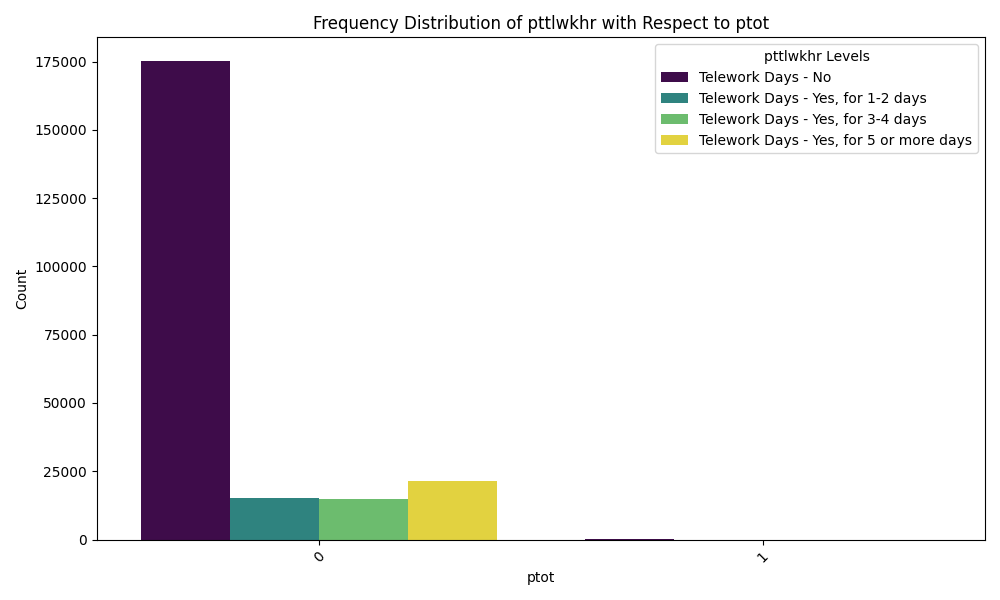 Frequency Distribution of pttlwkhr with Respect to ptot
pttlwkhr Levels
Telework Days - No
Telework Days - Yes, for 1-2 days
Telework Days - Yes, for 3-4 days
Telework Days - Yes, for 5 or more days
Count
175000
150000
125000
100000
75000
50000
25000
0
0
1
ptot